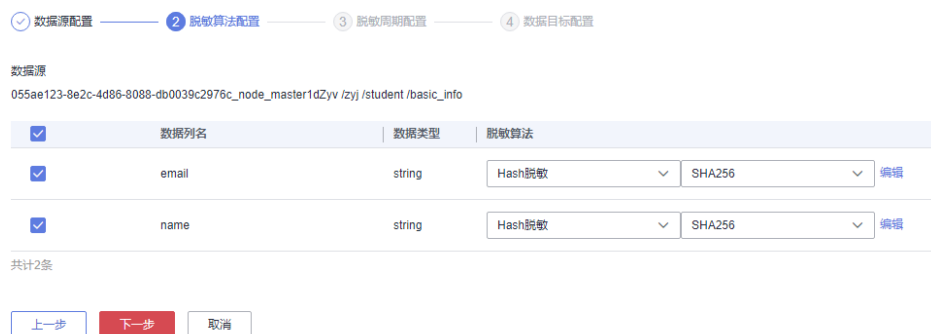 数据源配置 2 脱敏算法配置 3 脱敏周期配置 4 数据目标配置
数据源
055ae123-8e2c-4d86-8088-db0039c2976c_node_master1dZyv /zyj /student /basic_info
数据列名 数据类型 脱敏算法
email string Hash脱敏 SHA256 编辑
name string Hash脱敏 SHA256 编辑
共计2条
上一步 下一步 取消